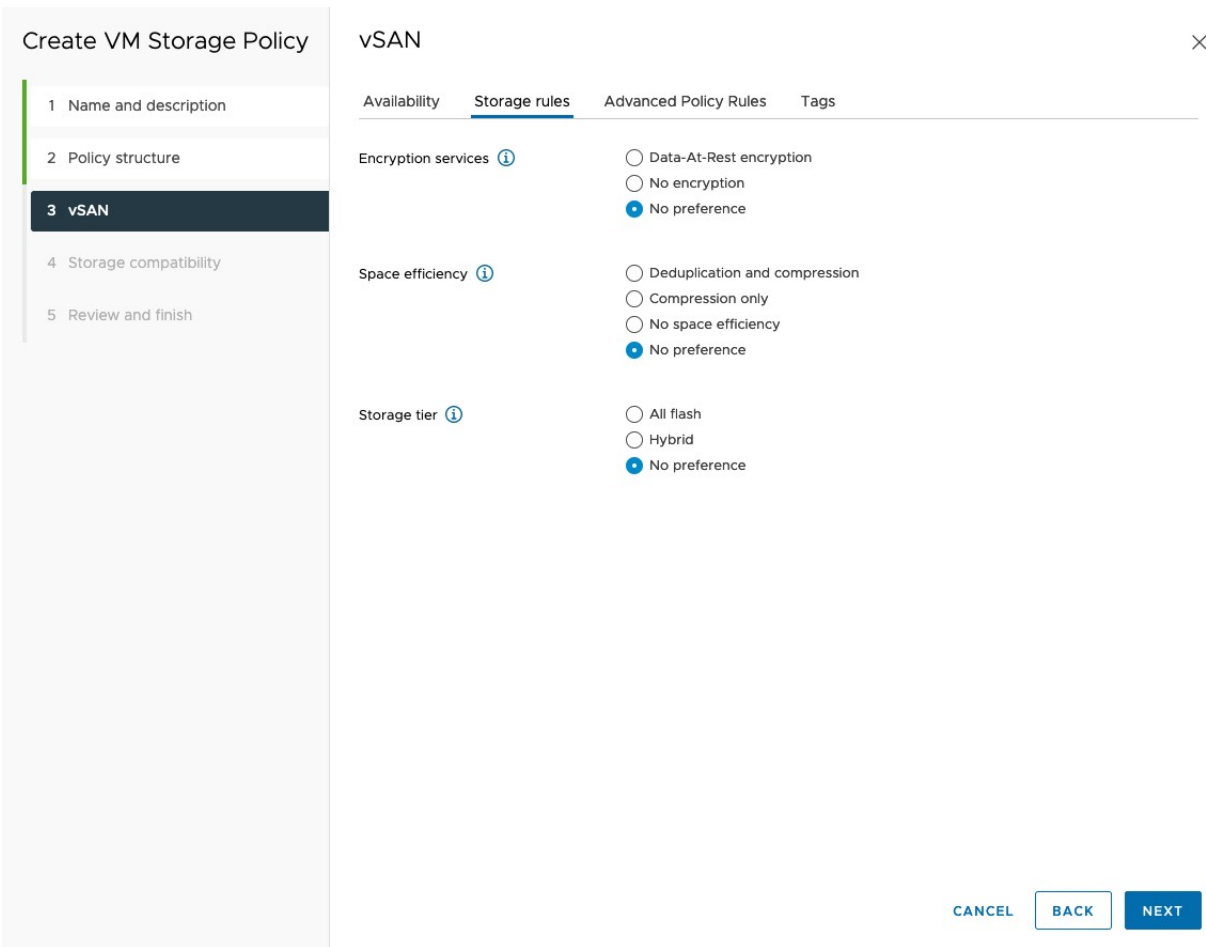 Create VM Storage Policy
1 Name and description
2 Policy structure
3 vSAN
4 Storage compatibility
5 Review and finish
vSAN
Availability Storage rules Advanced Policy Rules Tags
Encryption services
Data-At-Rest encryption
No encryption
No preference
Space efficiency
Deduplication and compression
Compression only
No space efficiency
No preference
Storage tier
All flash
Hybrid
No preference
CANCEL BACK NEXT